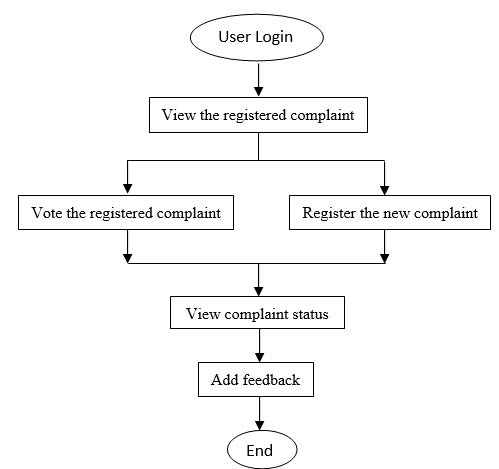 User Login
View the registered complaint
Vote the registered complaint
Register the new complaint
View complaint status
Add feedback
End